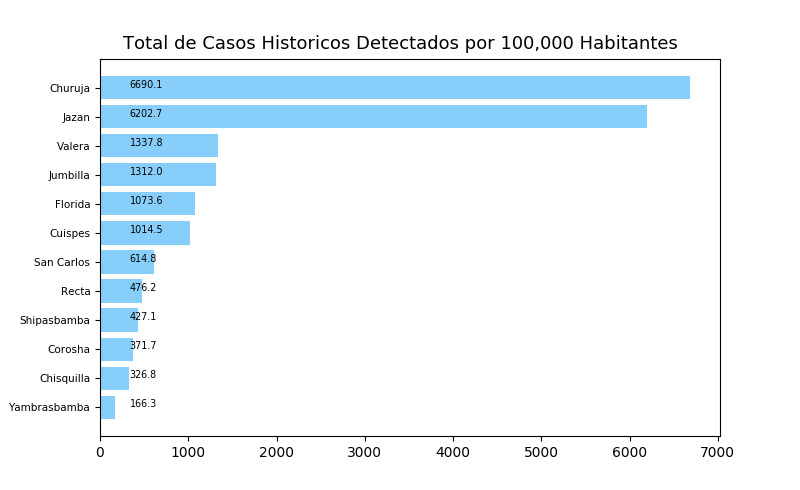 Total de Casos Historicos Detectados por 100,000 Habitantes
Churuja 6690.1
Jazan 6202.7
Valera 1337.8
Jumbilla 1312.0
Florida 1073.6
Cuispes 1014.5
San Carlos 614.8
Recta 476.2
Shipasbamba 427.1
Corosha 371.7
Chisquilla 326.8
Yambrasbamba 166.3
0 1000 2000 3000 4000 5000 6000 7000